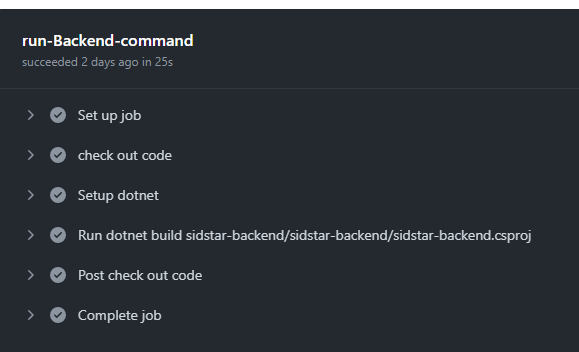 run-Backend-command
succeeded 2 days ago in 25s
Set up job
check out code
Setup dotnet
Run dotnet build sidstar-backend/sidstar-backend/sidstar-backend.csproj
Post check out code
Complete job